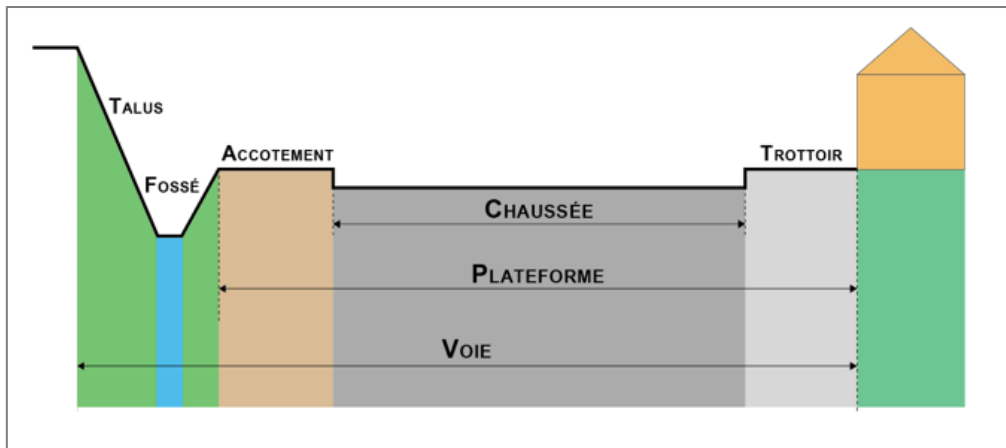 TALUS
ACCOTEMENT
TROTTOIR
FOSSÉ
CHAUSSÉE
PLATEFORME
VOIE